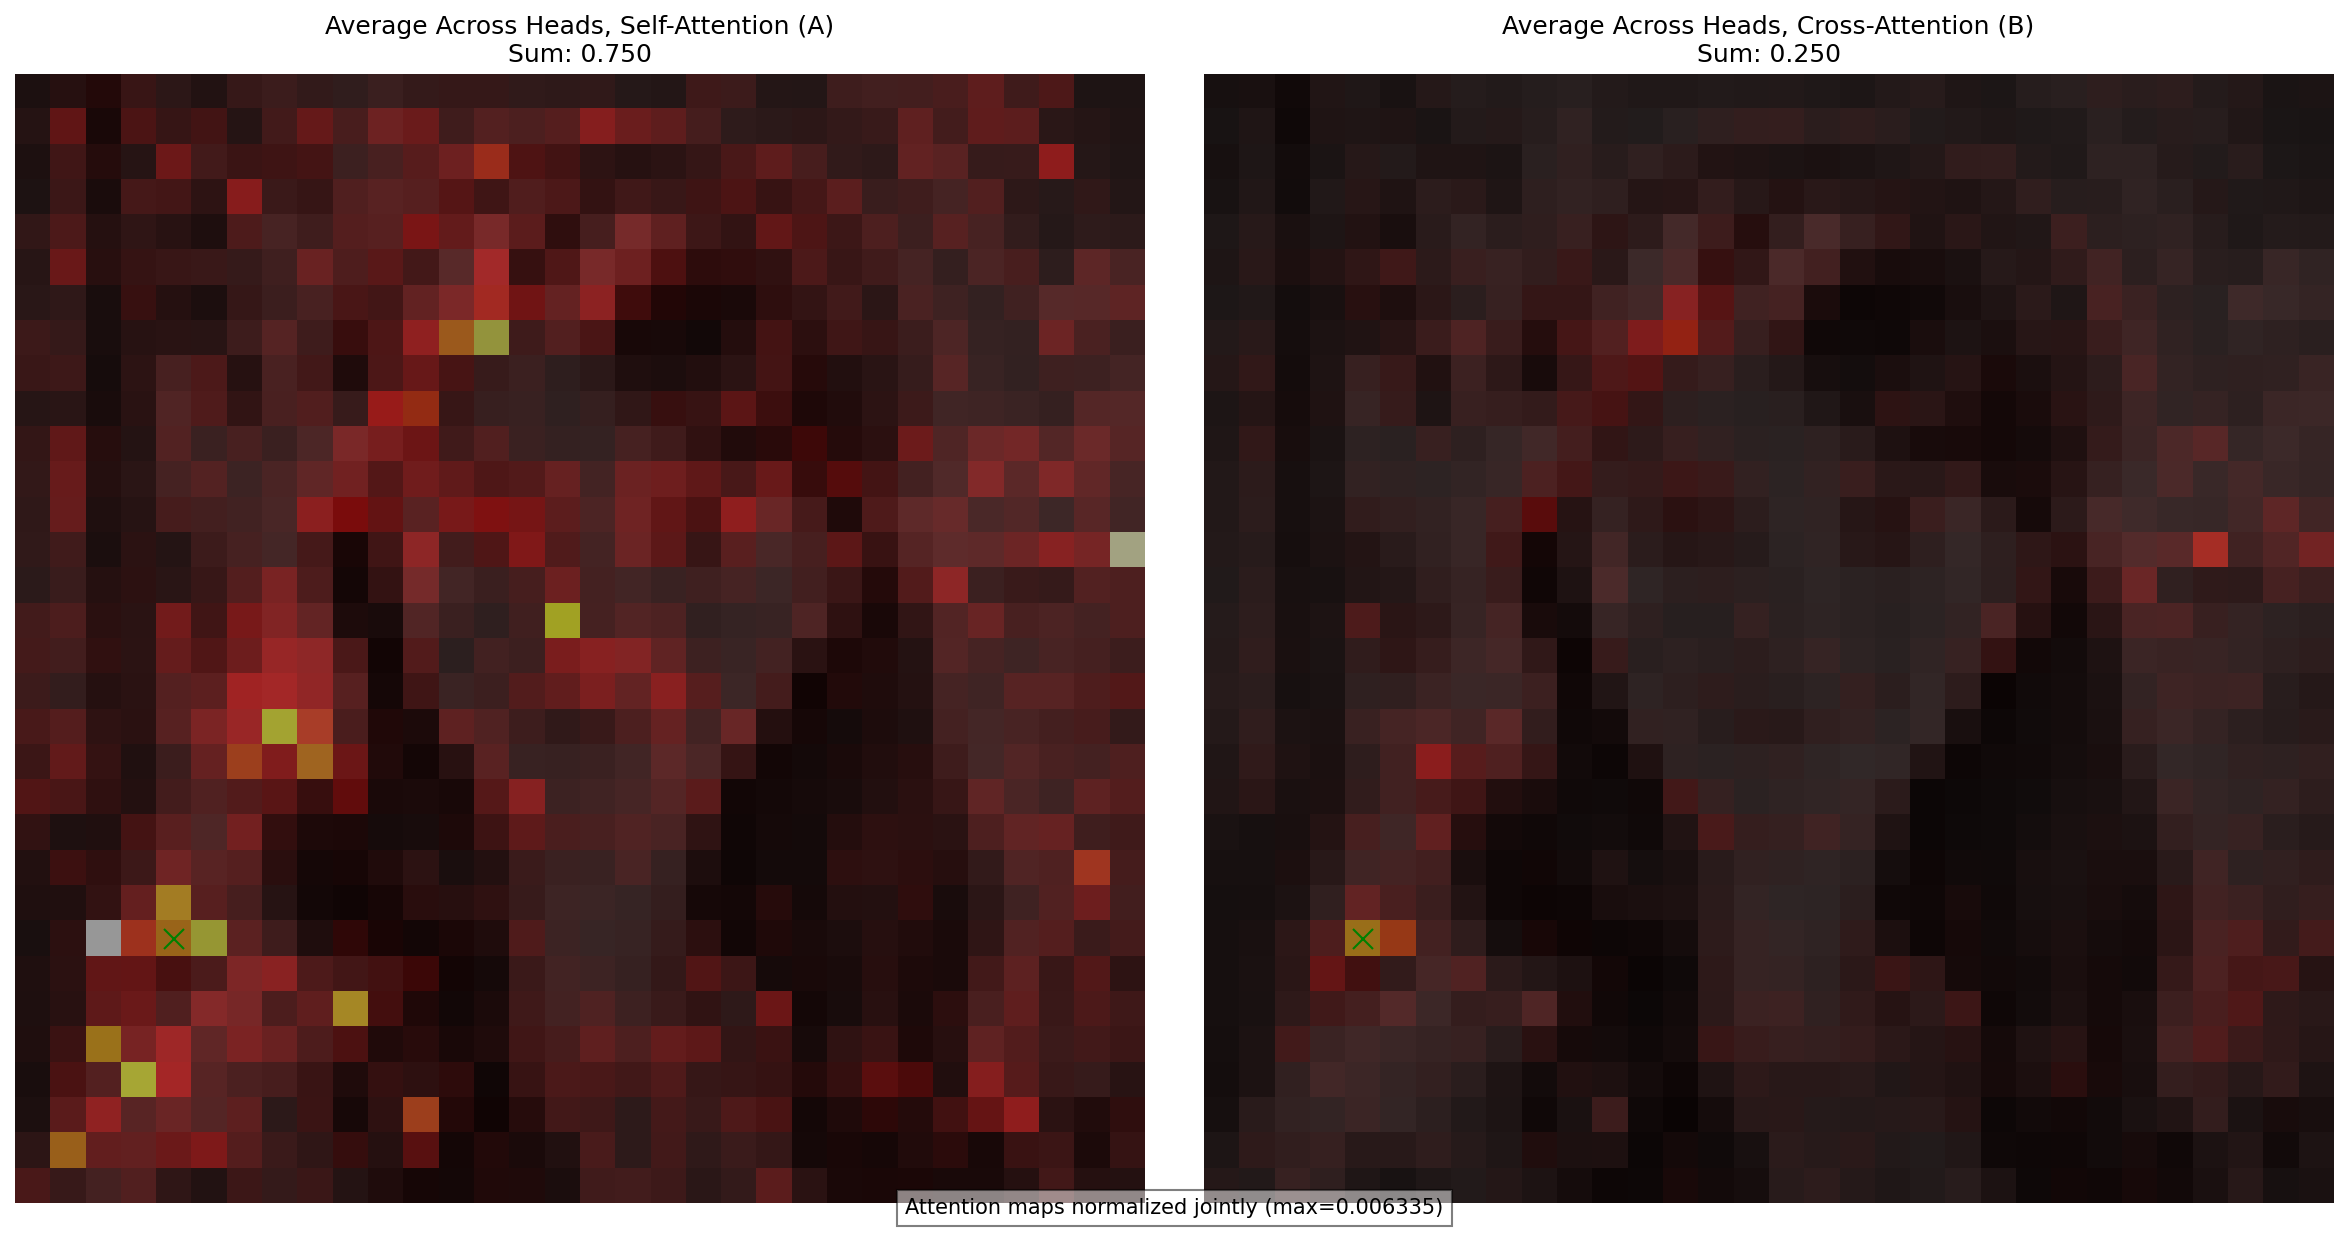 Average Across Heads, Self-Attention (A)
Sum: 0.750
Average Across Heads, Cross-Attention (B)
Sum: 0.250
Attention maps normalized jointly (max=0.006335)